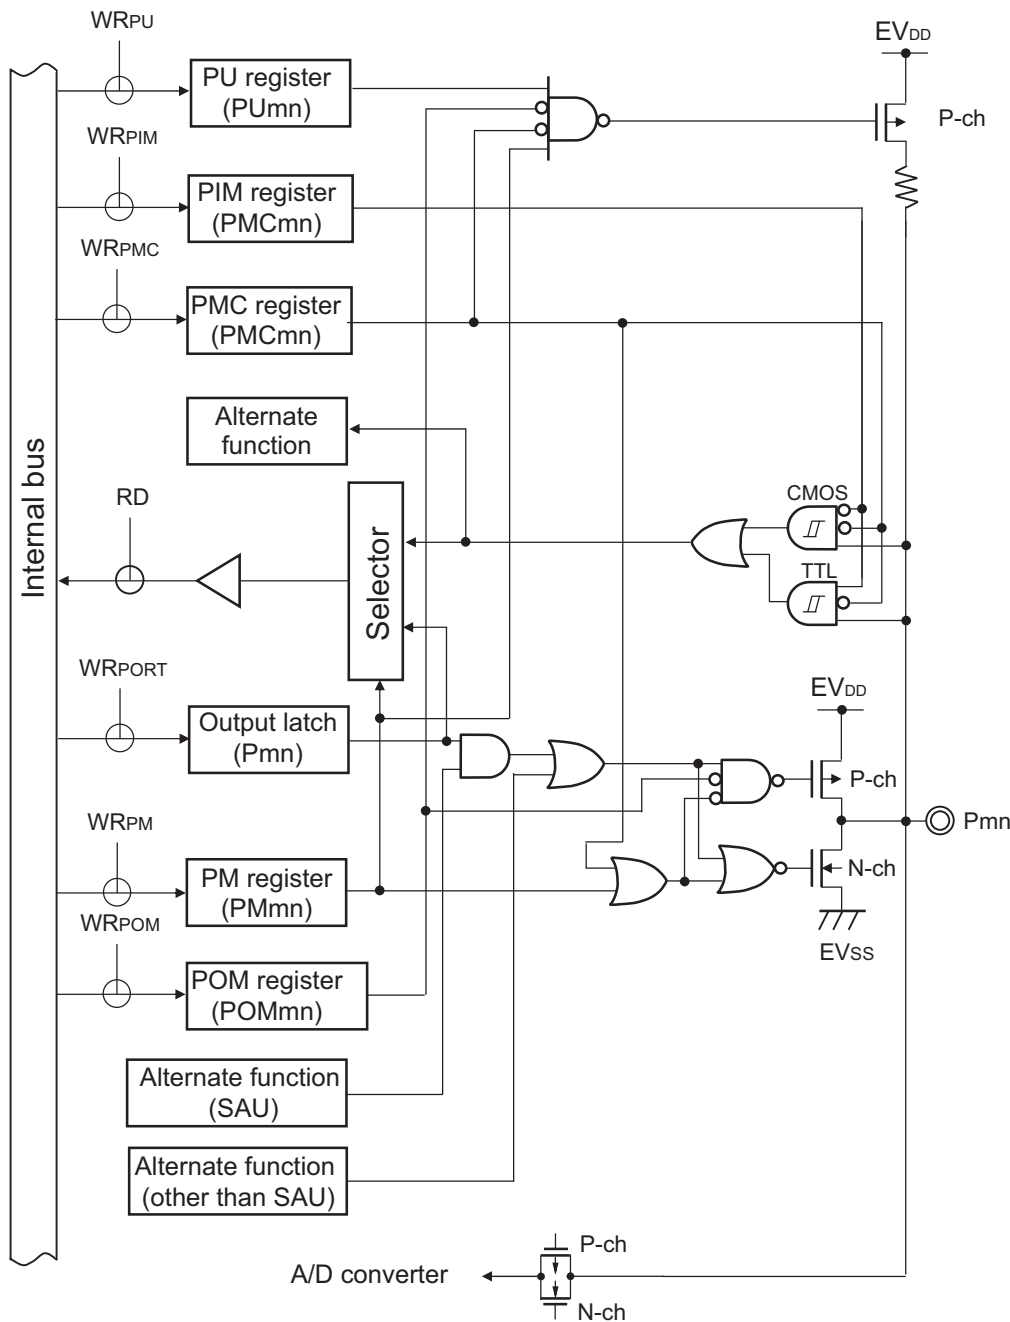 WRPU
EVDD
PU register
(PUmn)
P-ch
WRPIM
PIM register
(PMCmn)
WRPMC
PMC register
(PMCmn)
Alternate
function
Internal bus
RD
Selector
CMOS
TTL
WRPORT
Output latch
(Pmn)
EVDD
P-ch
Pmn
WRPM
PM register
(PMmn)
N-ch
EVSS
WRPOM
POM register
(POMmn)
Alternate function
(SAU)
Alternate function
(other than SAU)
P-ch
A/D converter
N-ch